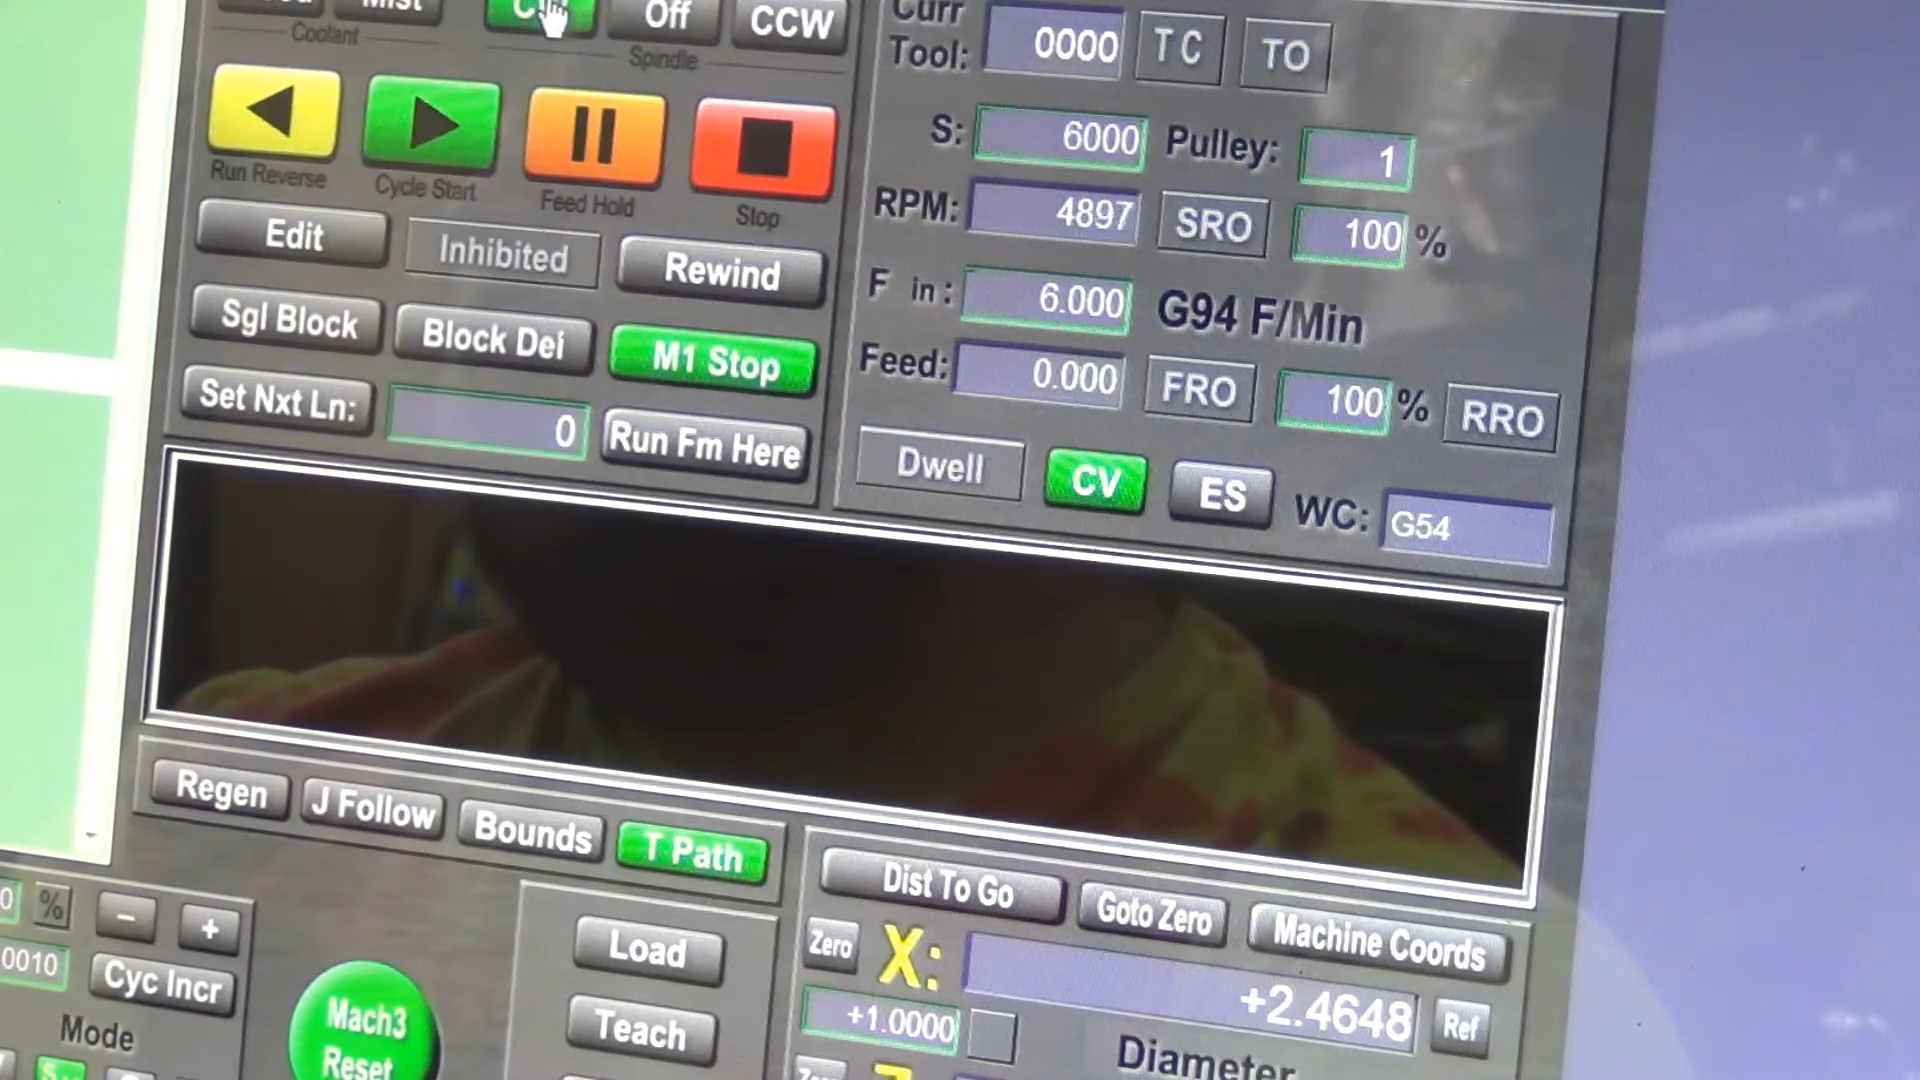 Mist
Off
CCW
Coolant
Spindle
Run Reverse
Cycle Start
Feed Hold
Stop
Edit
Inhibited
Rewind
Sgl Block
Block Del
M1 Stop
Set Nxt Ln:
0
Run Fm Here
Curr
Tool:
0000
TC
TO
S:
6000
Pulley:
1
RPM:
4897
SRO
100
%
F in:
6.000
G94 F/Min
Feed:
0.000
FRO
100
%
RRO
Dwell
CV
ES
WC:
G54
Regen
J Follow
Bounds
T Path
%
−
+
0010
Cyc Incr
Mode
Mach3
Reset
Load
Teach
Dist To Go
Goto Zero
Machine Coords
Zero
X:
+2.4648
Ref
+1.0000
Diameter